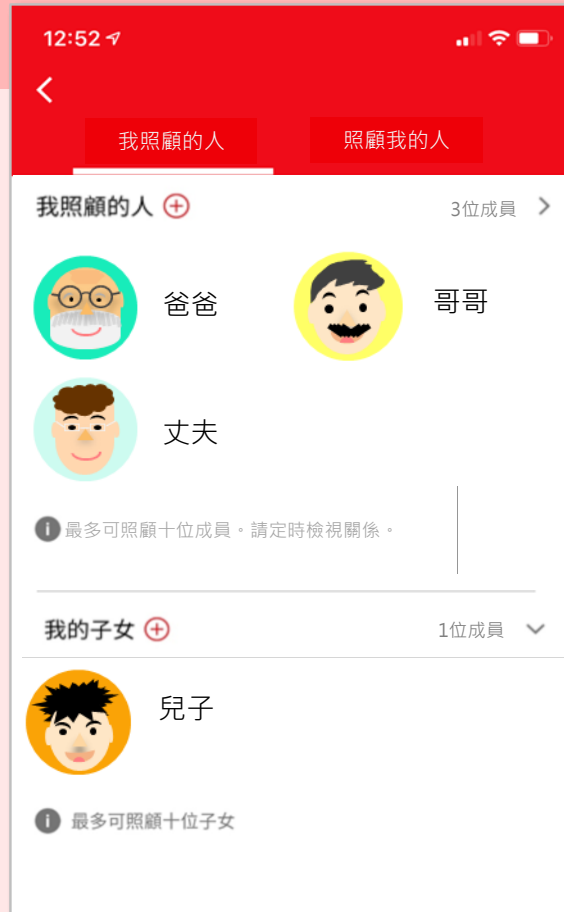 12:52
我照顧的人
照顧我的人
我照顧的人
3位成員
爸爸
哥哥
丈夫
最多可照顧十位成員。請定時檢視關係。
我的子女
1位成員
兒子
最多可照顧十位子女